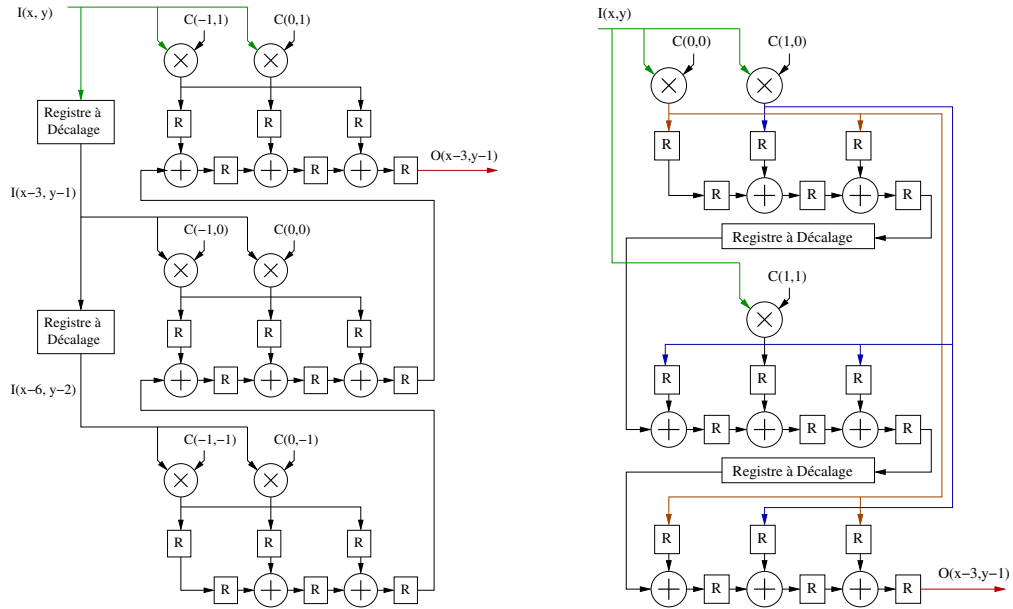 I(x, y)
C(−1,1)
C(0,1)
Registre à
Décalage
R
R
R
R
R
R
O(x−3,y−1)
I(x−3, y−1)
C(−1,0)
C(0,0)
Registre à
Décalage
R
R
R
R
R
R
I(x−6, y−2)
C(−1,−1)
C(0,−1)
R
R
R
R
R
R
I(x,y)
C(0,0)
C(1,0)
R
R
R
R
R
R
Registre à Décalage
C(1,1)
R
R
R
R
R
R
Registre à Décalage
R
R
R
R
R
R
O(x−3,y−1)